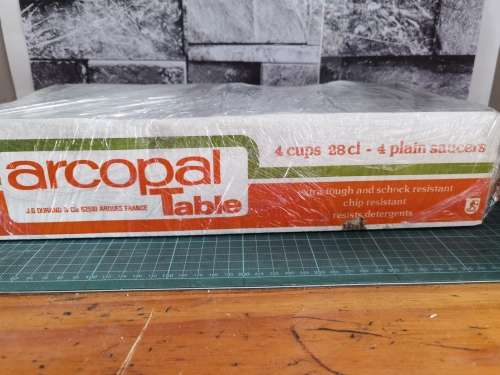 arcopal
Table
J.G DURAND & Cie 62510 ARQUES FRANCE
4 cups 28 cl - 4 plain saucers
extra tough and schock resistant
chip resistant
resists detergents